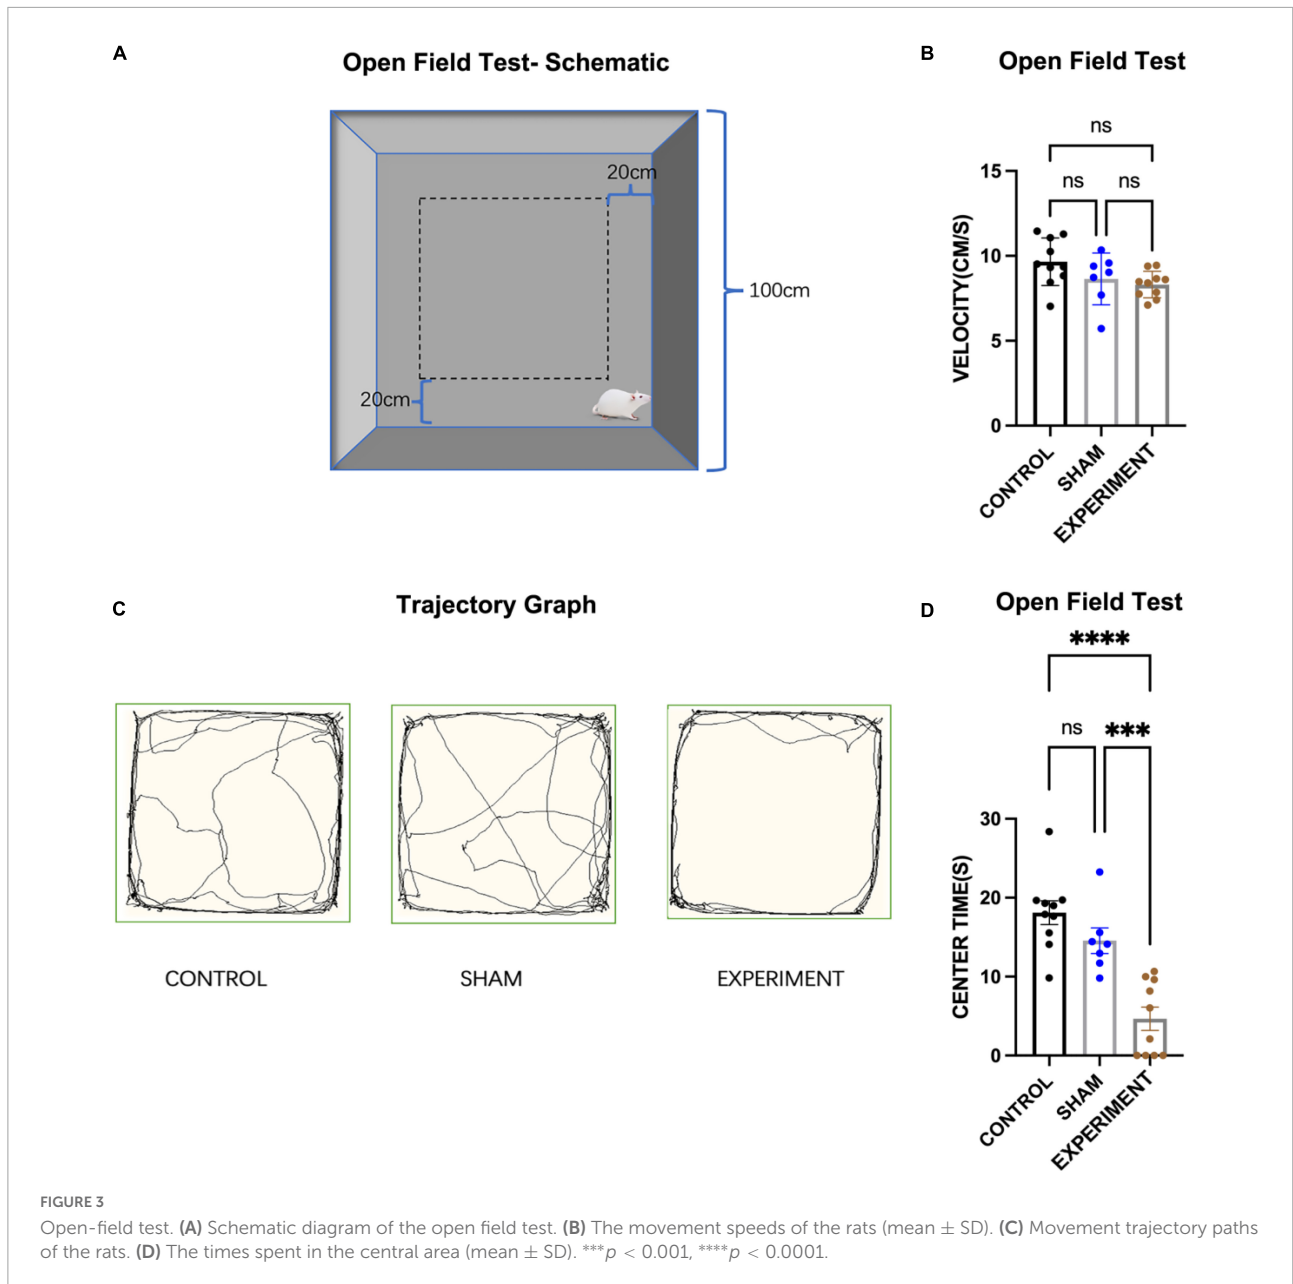 A
Open Field Test- Schematic
20cm
100cm
20cm
B
Open Field Test
ns
ns
ns
15
10
5
0
VELOCITY(CM/S)
CONTROL
SHAM
EXPERIMENT
C
Trajectory Graph
CONTROL
SHAM
EXPERIMENT
D
Open Field Test
****
ns
***
30
20
10
0
CENTER TIME(S)
CONTROL
SHAM
EXPERIMENT
FIGURE 3
Open-field test. (A) Schematic diagram of the open field test. (B) The movement speeds of the rats (mean ± SD). (C) Movement trajectory paths
of the rats. (D) The times spent in the central area (mean ± SD). ***p < 0.001, ****p < 0.0001.